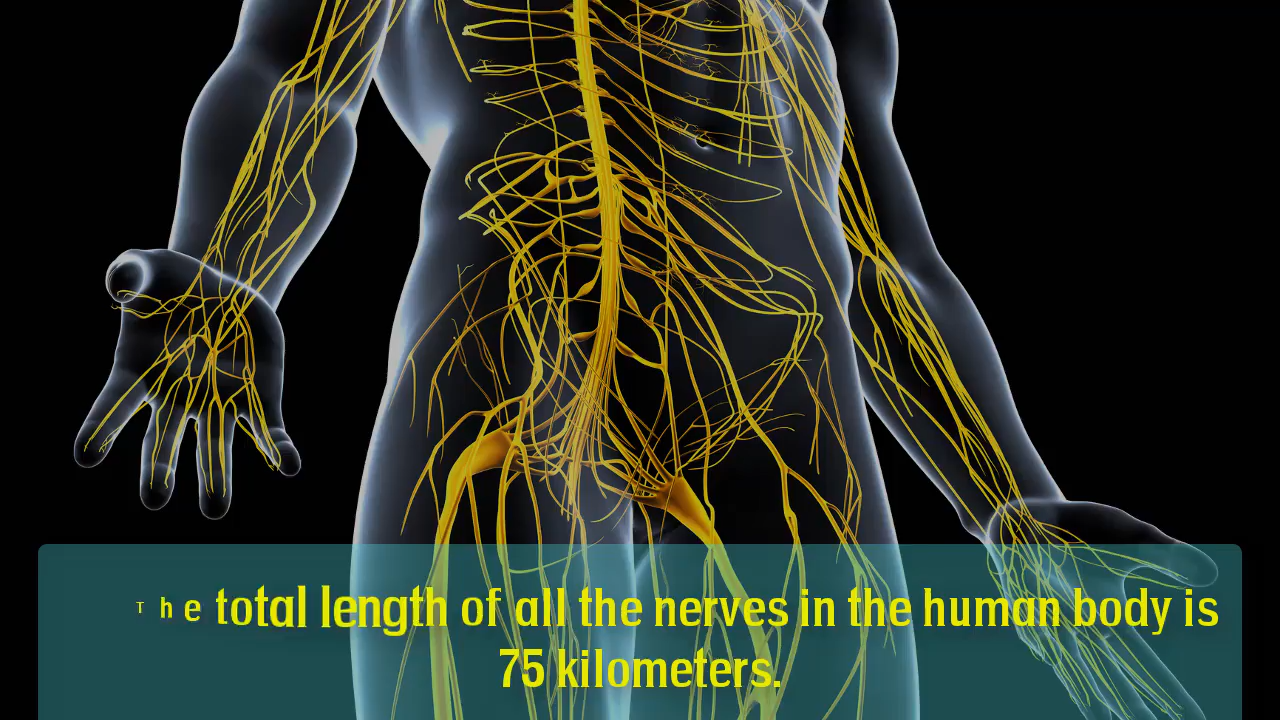 The total length of all the nerves in the human body is
75 kilometers.